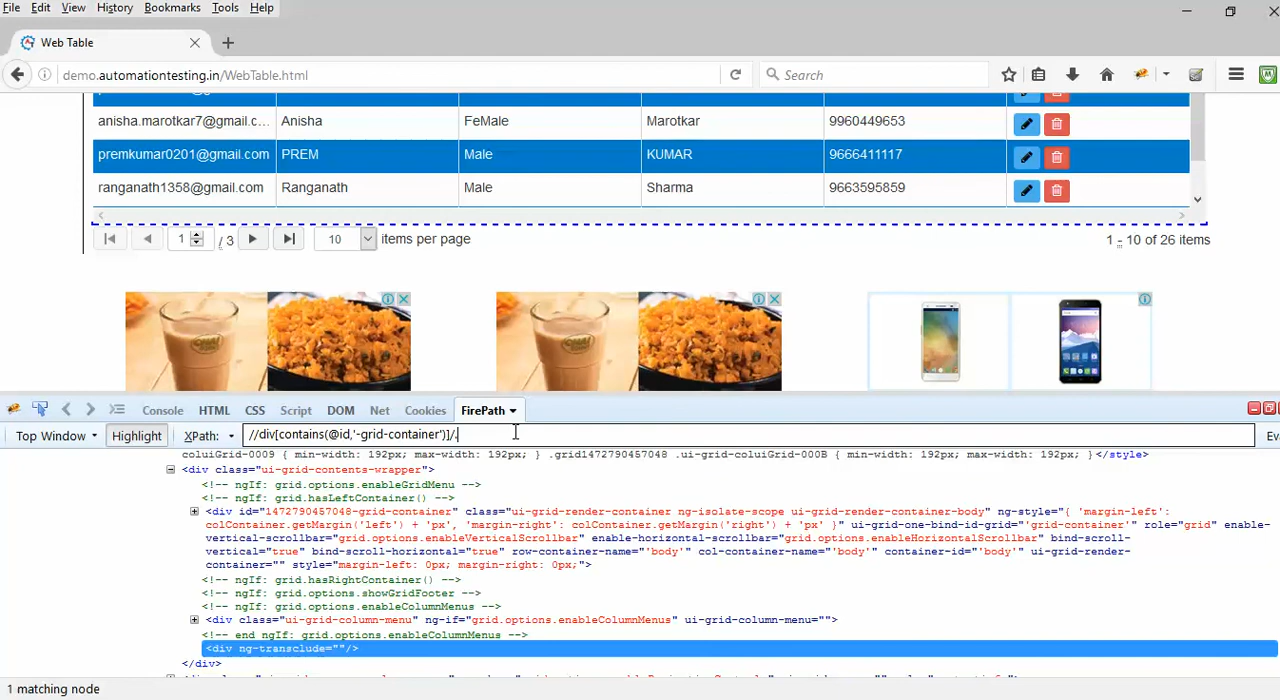 File Edit View History Bookmarks Tools Help
Web Table
demo.automationtesting.in/WebTable.html
Search
anisha.marotkar7@gmail.c... Anisha FeMale Marotkar 9960449653
premkumar0201@gmail.com PREM Male KUMAR 9666411117
ranganath1358@gmail.com Ranganath Male Sharma 9663595859
1 / 3 10 items per page 1 - 10 of 26 items
Console HTML CSS Script DOM Net Cookies FirePath
Top Window Highlight XPath: //div[contains(@id,'-grid-container')]/. Ev
coluiGrid-0009 { min-width: 192px; max-width: 192px; } .grid1472790457048 .ui-grid-coluiGrid-000B { min-width: 192px; max-width: 192px; }</style>
<div class="ui-grid-contents-wrapper">
<!-- ngIf: grid.options.enableGridMenu -->
<!-- ngIf: grid.hasLeftContainer() -->
<div id="1472790457048-grid-container" class="ui-grid-render-container ng-isolate-scope ui-grid-render-container-body" ng-style="{ 'margin-left':
colContainer.getMargin('left') + 'px', 'margin-right': colContainer.getMargin('right') + 'px' }" ui-grid-one-bind-id-grid="'grid-container'" role="grid" enable-
vertical-scrollbar="grid.options.enableVerticalScrollbar" enable-horizontal-scrollbar="grid.options.enableHorizontalScrollbar" bind-scroll-
vertical="true" bind-scroll-horizontal="true" row-container-name="'body'" col-container-name="'body'" container-id="'body'" ui-grid-render-
container="" style="margin-left: 0px; margin-right: 0px;">
<!-- ngIf: grid.hasRightContainer() -->
<!-- ngIf: grid.options.showGridFooter -->
<!-- ngIf: grid.options.enableColumnMenus -->
<div class="ui-grid-column-menu" ng-if="grid.options.enableColumnMenus" ui-grid-column-menu="">
<!-- end ngIf: grid.options.enableColumnMenus -->
<div ng-transclude=""/>
</div>
1 matching node